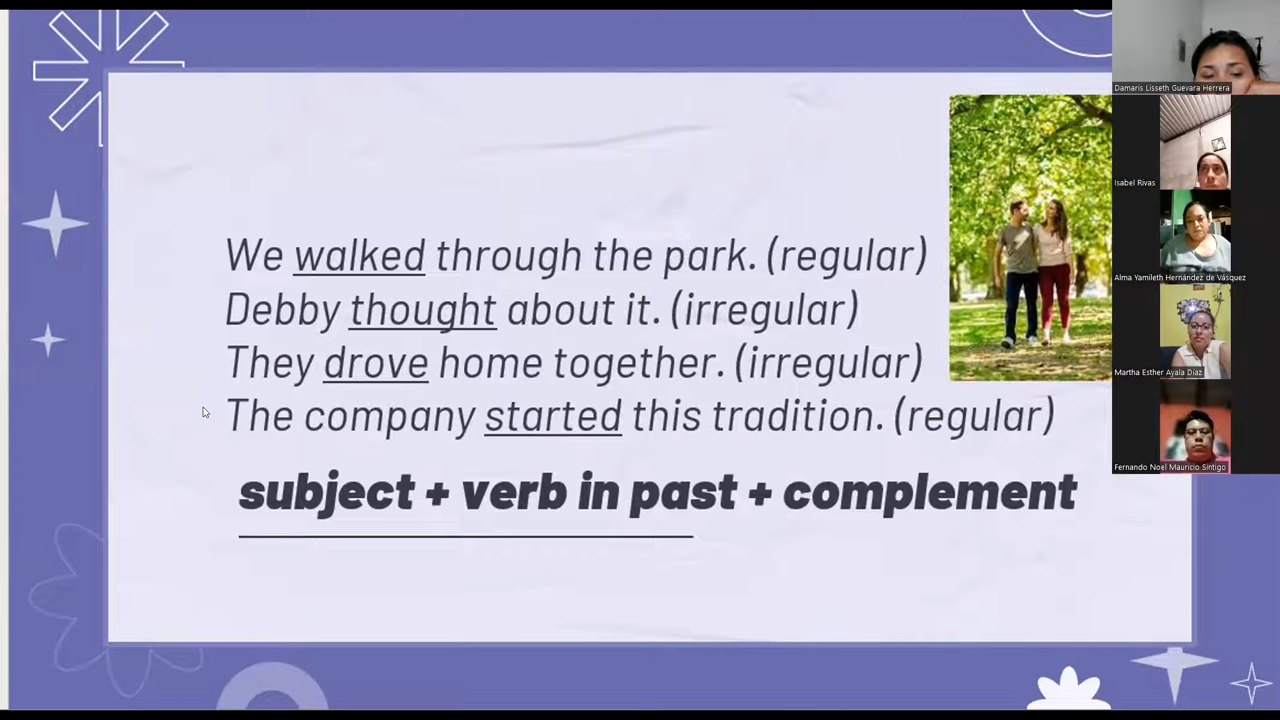 We walked through the park. (regular)
Debby thought about it. (irregular)
They drove home together. (irregular)
The company started this tradition. (regular)
subject + verb in past + complement
Damaris Lisseth Guevara Herrera
Isabel Rivas
Alma Yamileth Hernández de Vásquez
Martha Esther Ayala Díaz
Fernando Noel Mauricio Sintigo